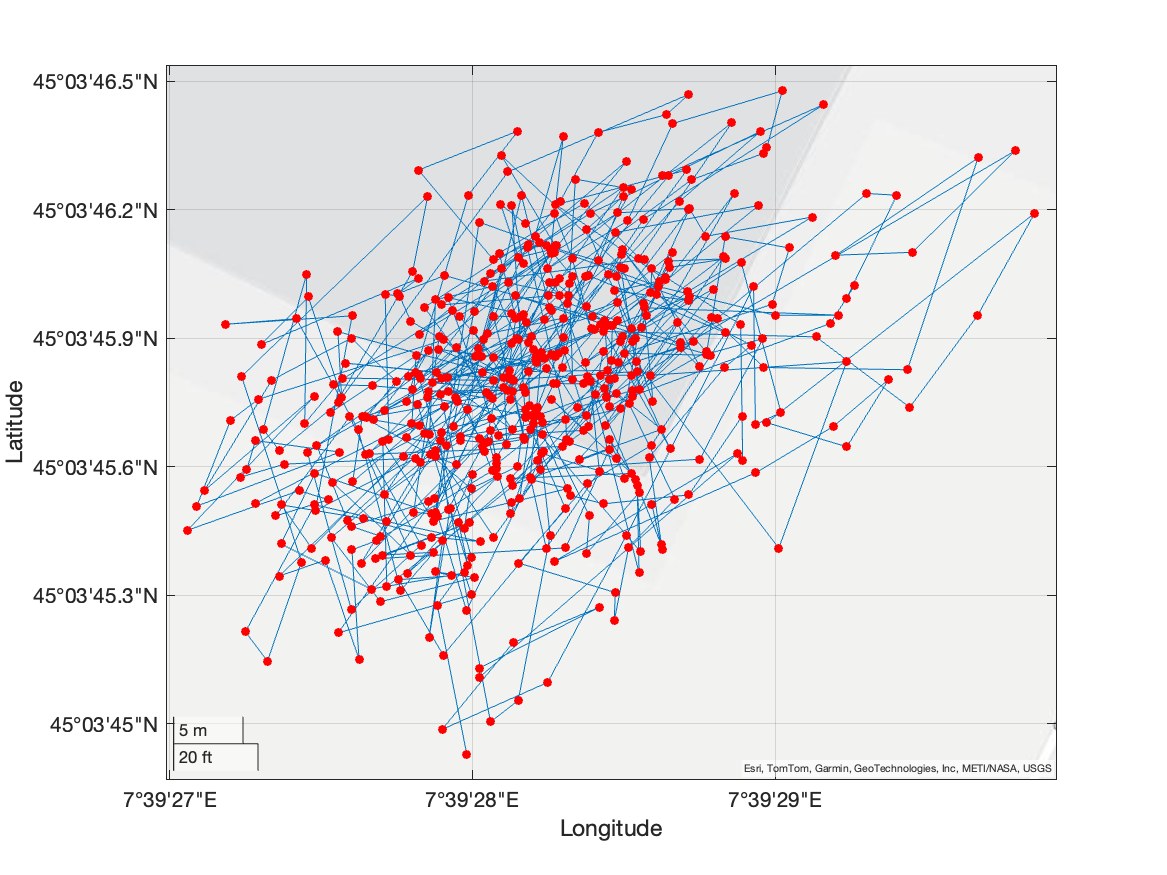 45°03'46.5"N
45°03'46.2"N
45°03'45.9"N
45°03'45.6"N
45°03'45.3"N
45°03'45"N
Latitude
5 m
20 ft
Esri, TomTom, Garmin, GeoTechnologies, Inc, METI/NASA, USGS
7°39'27"E
7°39'28"E
7°39'29"E
Longitude